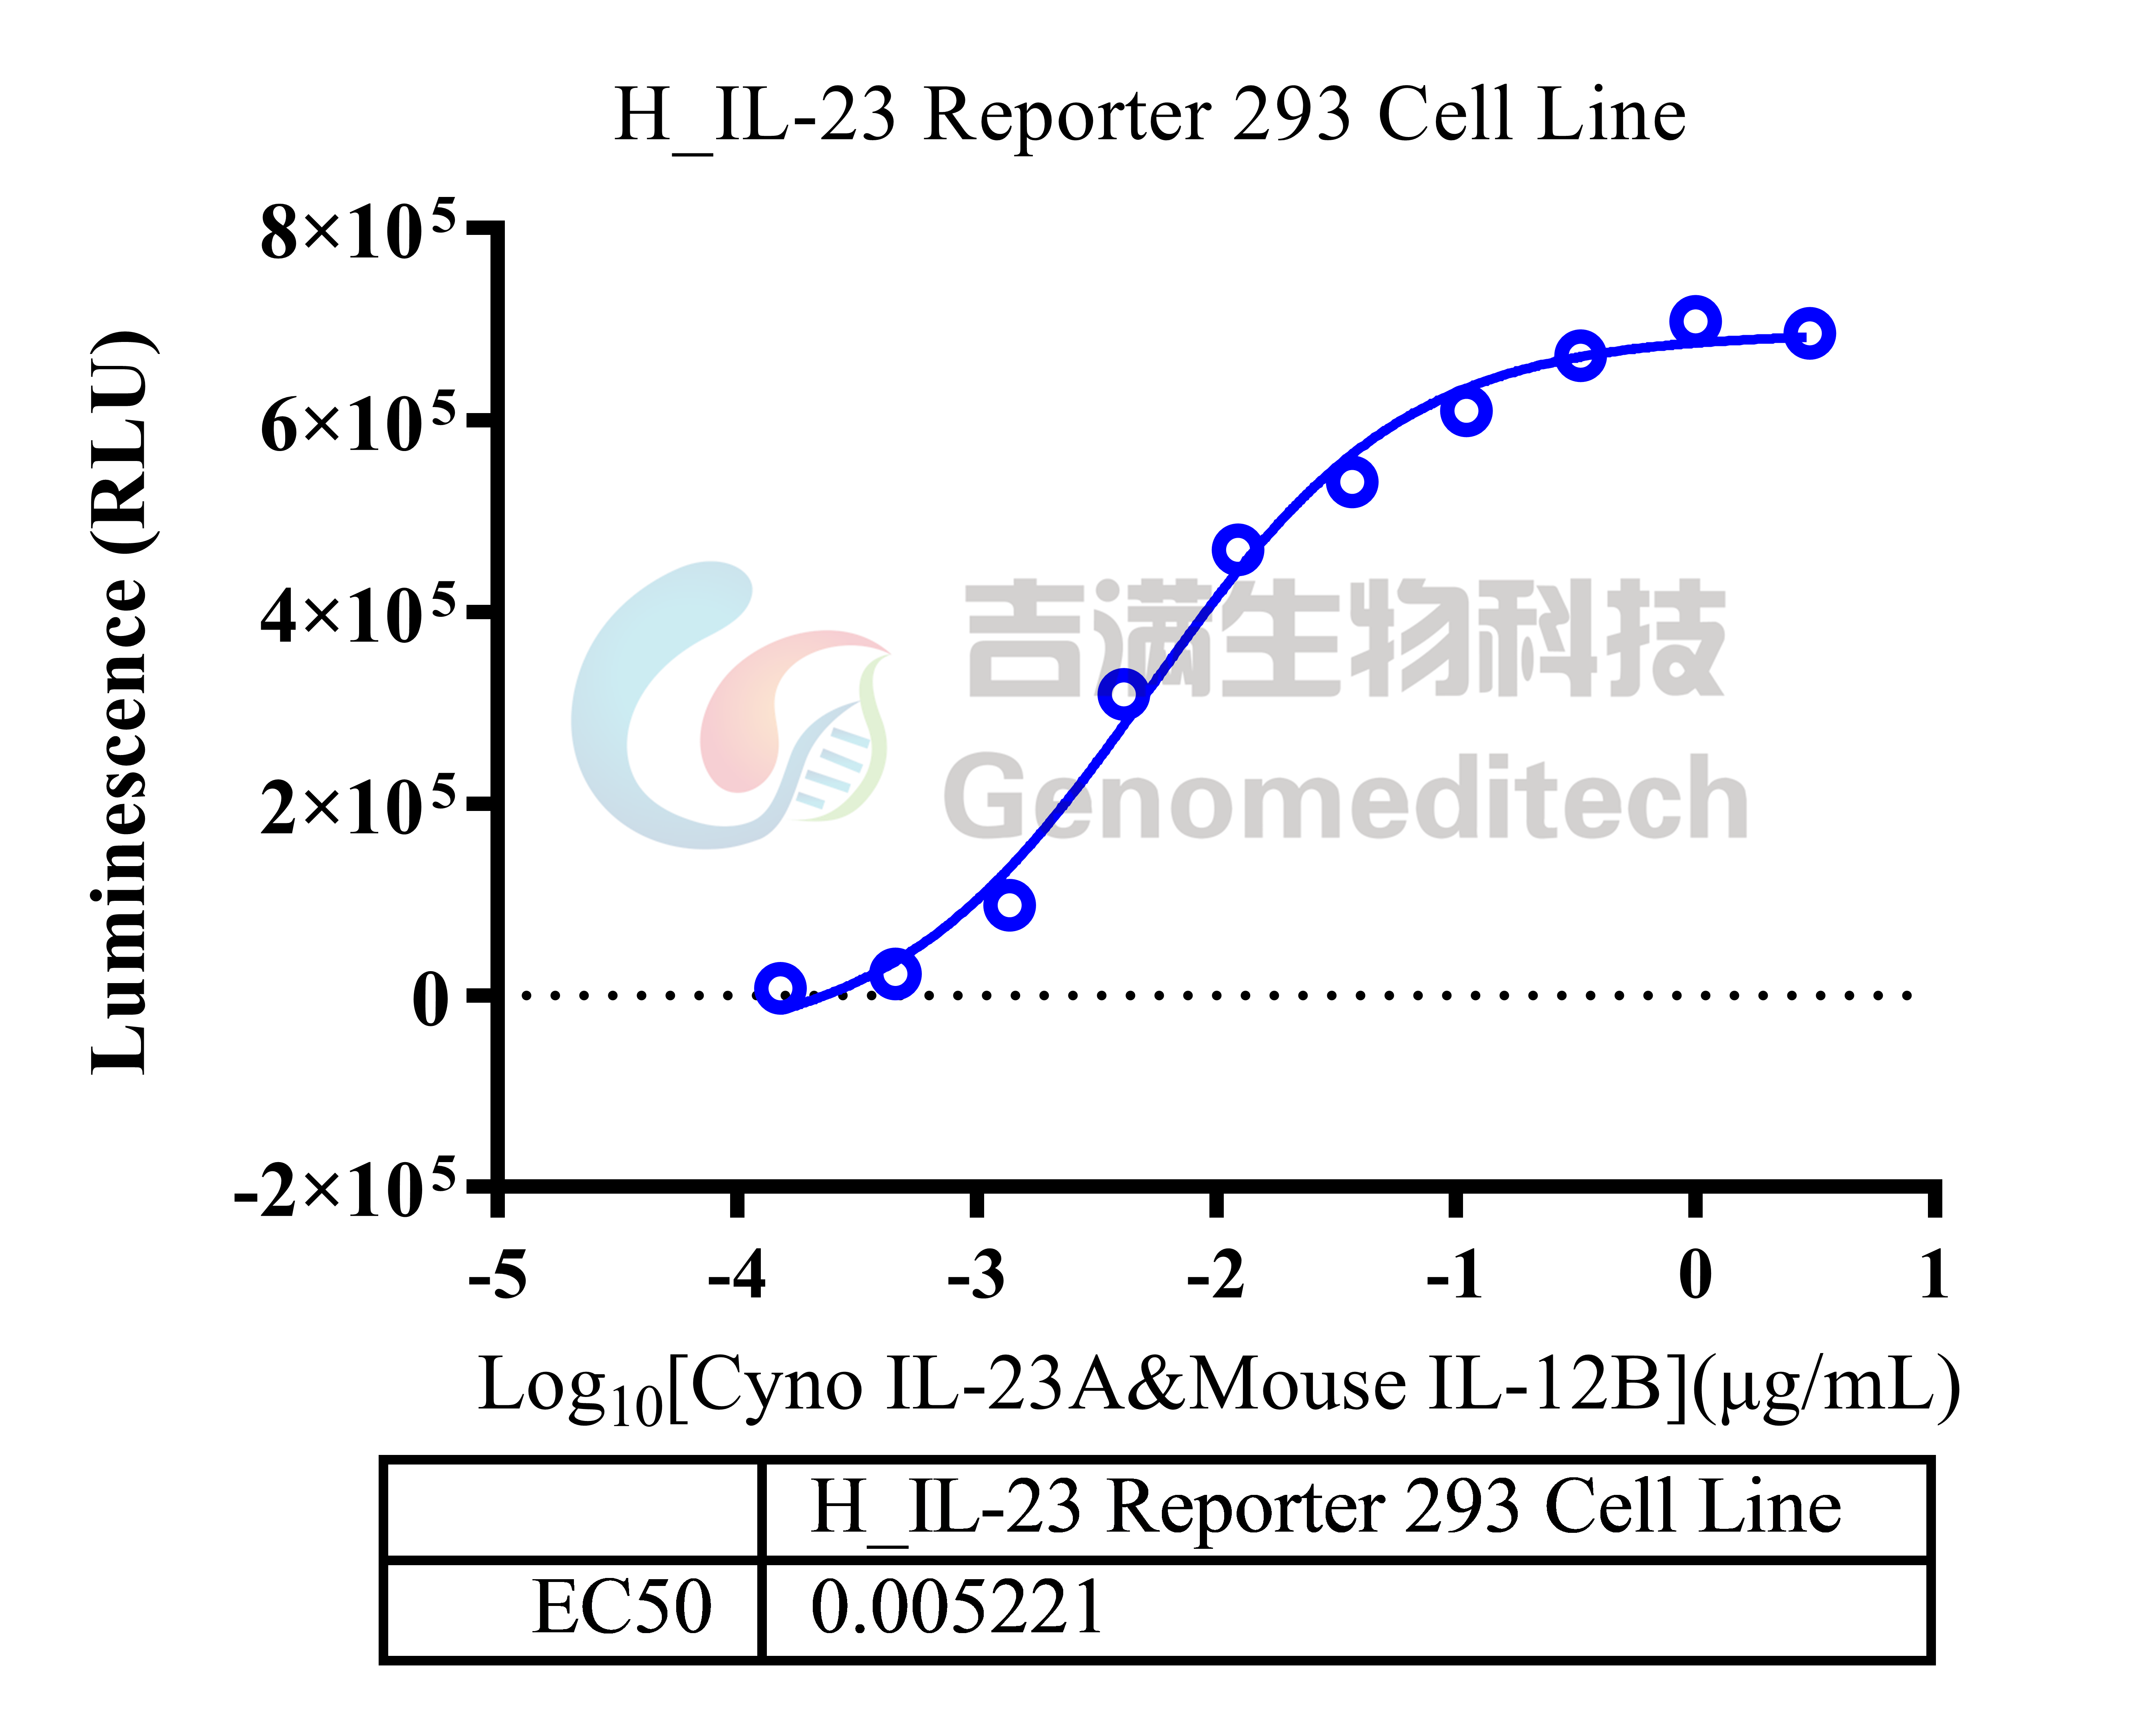 H_IL-23 Reporter 293 Cell Line
Luminescence (RLU)
8×10⁵
6×10⁵
4×10⁵
2×10⁵
0
-2×10⁵
吉满生物科技
Genomeditech
-5 -4 -3 -2 -1 0 1
Log₁₀[Cyno IL-23A&Mouse IL-12B](μg/mL)
H_IL-23 Reporter 293 Cell Line
EC50 0.005221